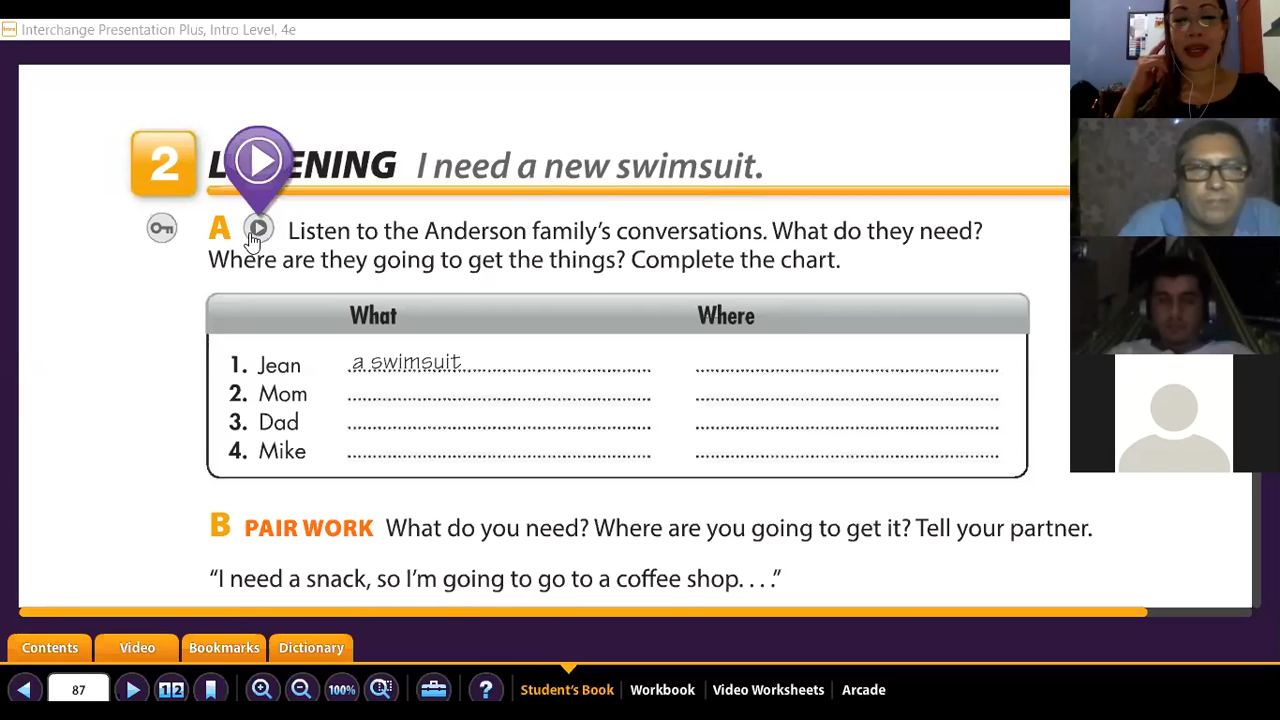 Interchange Presentation Plus, Intro Level, 4e
2 L ENING I need a new swimsuit.
A Listen to the Anderson family's conversations. What do they need?
Where are they going to get the things? Complete the chart.
What Where
1. Jean a swimsuit
2. Mom
3. Dad
4. Mike
B PAIR WORK What do you need? Where are you going to get it? Tell your partner.
"I need a snack, so I'm going to go to a coffee shop. . . ."
Contents Video Bookmarks Dictionary
87 12 100% ? Student's Book Workbook Video Worksheets Arcade